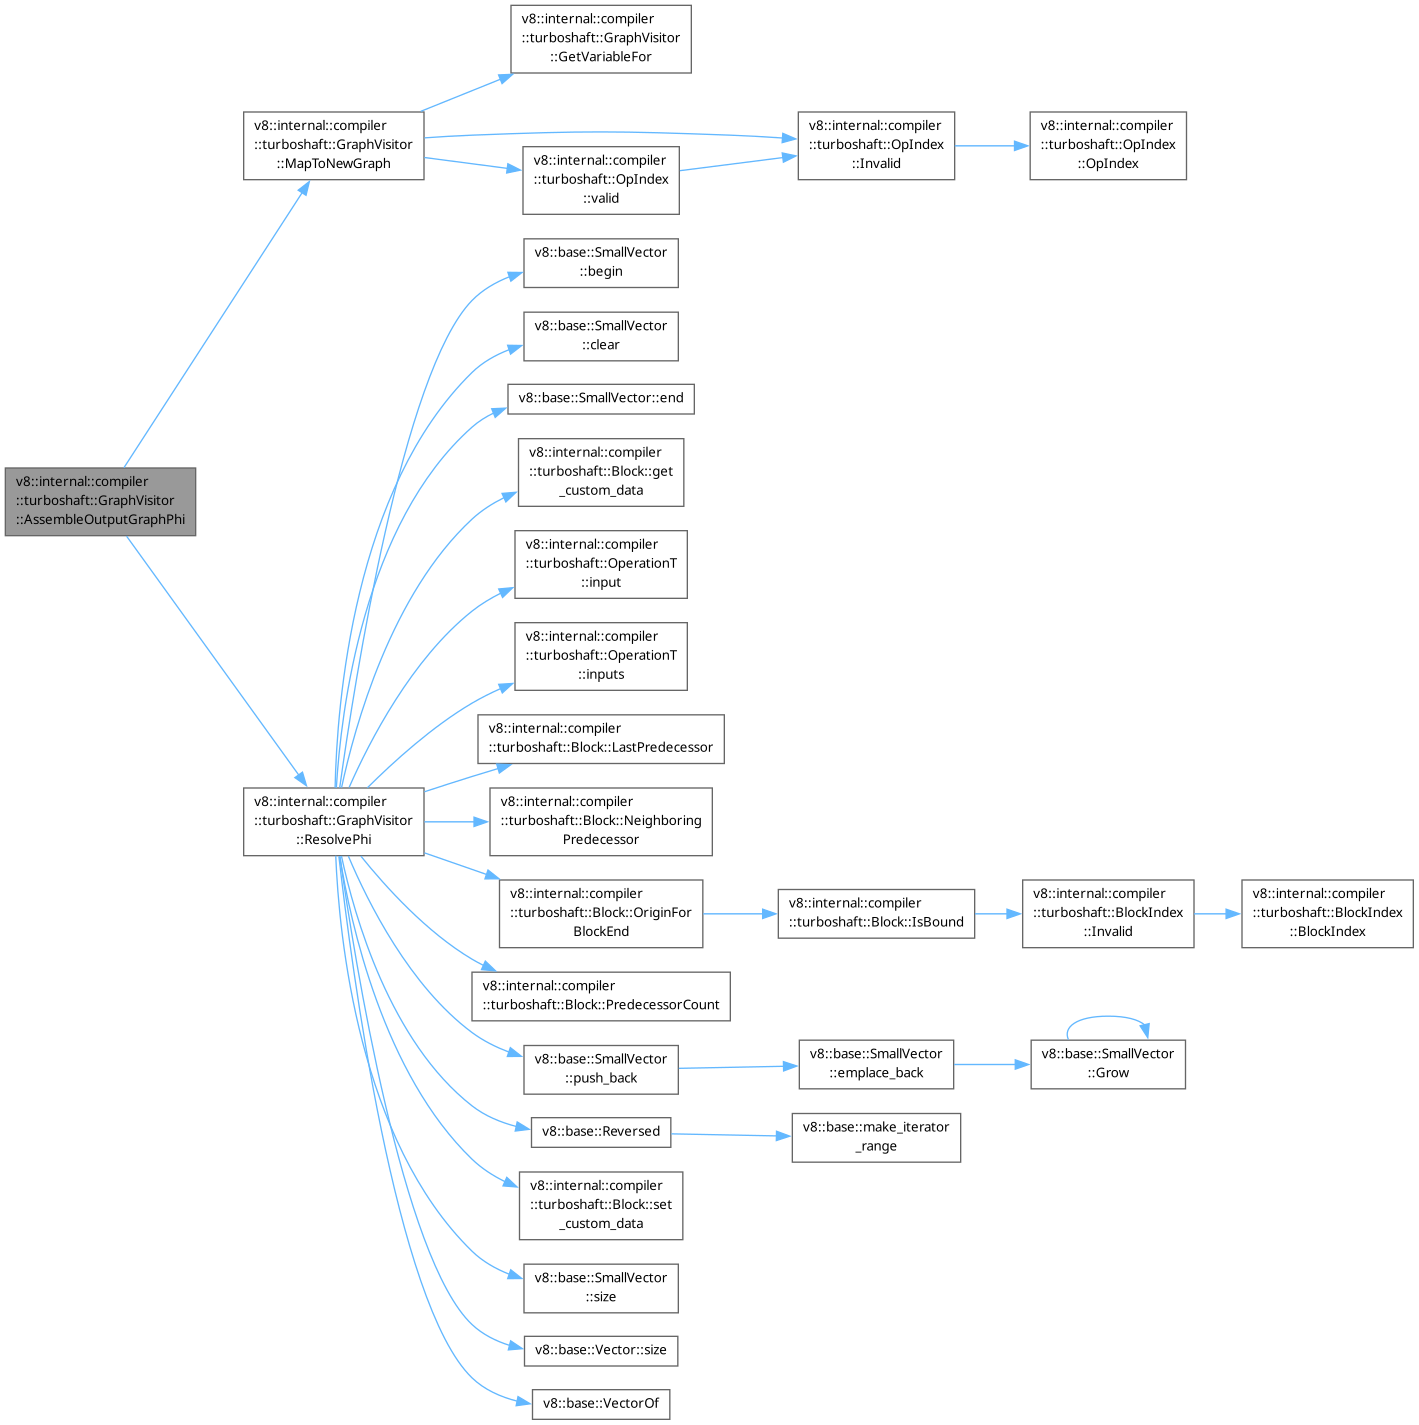 v8::internal::compiler
::turboshaft::GraphVisitor
::AssembleOutputGraphPhi
v8::internal::compiler
::turboshaft::GraphVisitor
::MapToNewGraph
v8::internal::compiler
::turboshaft::GraphVisitor
::GetVariableFor
v8::internal::compiler
::turboshaft::OpIndex
::Invalid
v8::internal::compiler
::turboshaft::OpIndex
::OpIndex
v8::internal::compiler
::turboshaft::OpIndex
::valid
v8::internal::compiler
::turboshaft::GraphVisitor
::ResolvePhi
v8::base::SmallVector
::begin
v8::base::SmallVector
::clear
v8::base::SmallVector::end
v8::internal::compiler
::turboshaft::Block::get
_custom_data
v8::internal::compiler
::turboshaft::OperationT
::input
v8::internal::compiler
::turboshaft::OperationT
::inputs
v8::internal::compiler
::turboshaft::Block::LastPredecessor
v8::internal::compiler
::turboshaft::Block::Neighboring
Predecessor
v8::internal::compiler
::turboshaft::Block::OriginFor
BlockEnd
v8::internal::compiler
::turboshaft::Block::IsBound
v8::internal::compiler
::turboshaft::BlockIndex
::Invalid
v8::internal::compiler
::turboshaft::BlockIndex
::BlockIndex
v8::internal::compiler
::turboshaft::Block::PredecessorCount
v8::base::SmallVector
::push_back
v8::base::SmallVector
::emplace_back
v8::base::SmallVector
::Grow
v8::base::Reversed
v8::base::make_iterator
_range
v8::internal::compiler
::turboshaft::Block::set
_custom_data
v8::base::SmallVector
::size
v8::base::Vector::size
v8::base::VectorOf